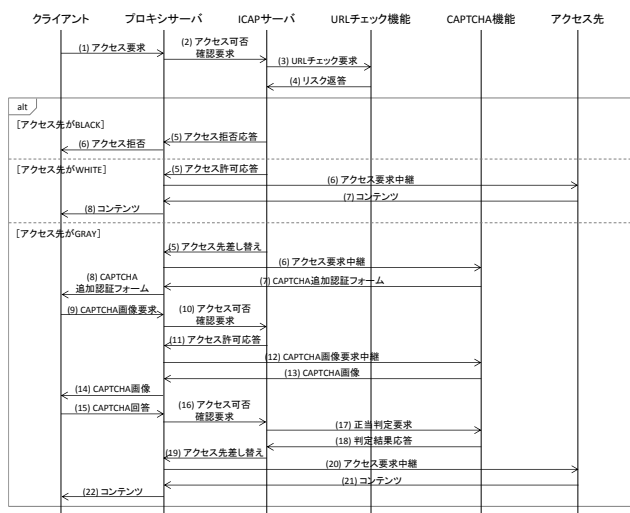 クライアント プロキシサーバ ICAPサーバ URLチェック機能 CAPTCHA機能 アクセス先
(1) アクセス要求
(2) アクセス可否
確認要求
(3) URLチェック要求
(4) リスク返答
alt
[アクセス先がBLACK]
(5) アクセス拒否応答
(6) アクセス拒否
[アクセス先がWHITE]
(5) アクセス許可応答
(6) アクセス要求中継
(7) コンテンツ
(8) コンテンツ
[アクセス先がGRAY]
(5) アクセス先差し替え
(6) アクセス要求中継
(7) CAPTCHA追加認証フォーム
(8) CAPTCHA
追加認証フォーム
(9) CAPTCHA画像要求
(10) アクセス可否
確認要求
(11) アクセス許可応答
(12) CAPTCHA画像要求中継
(13) CAPTCHA画像
(14) CAPTCHA画像
(15) CAPTCHA回答
(16) アクセス可否
確認要求
(17) 正当判定要求
(18) 判定結果応答
(19) アクセス先差し替え
(20) アクセス要求中継
(21) コンテンツ
(22) コンテンツ